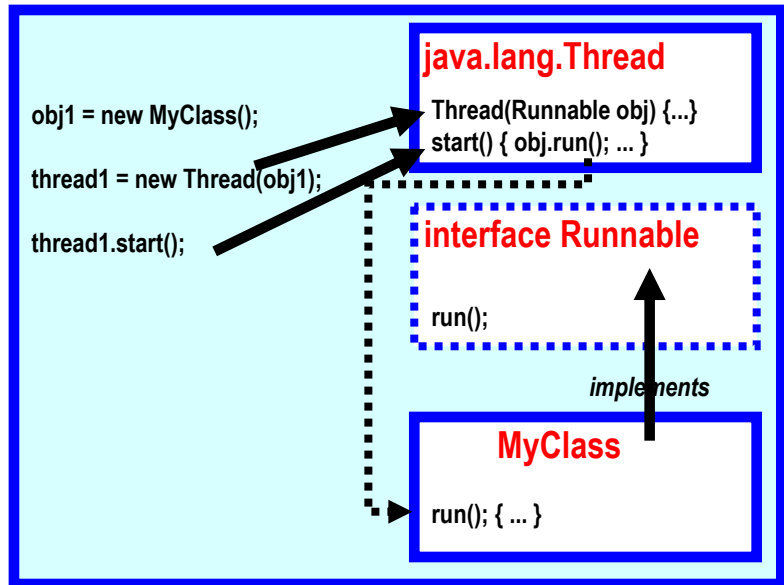 obj1 = new MyClass();
thread1 = new Thread(obj1);
thread1.start();
java.lang.Thread
Thread(Runnable obj) {...}
start() { obj.run(); ... }
interface Runnable
run();
implements
MyClass
run(); { ... }